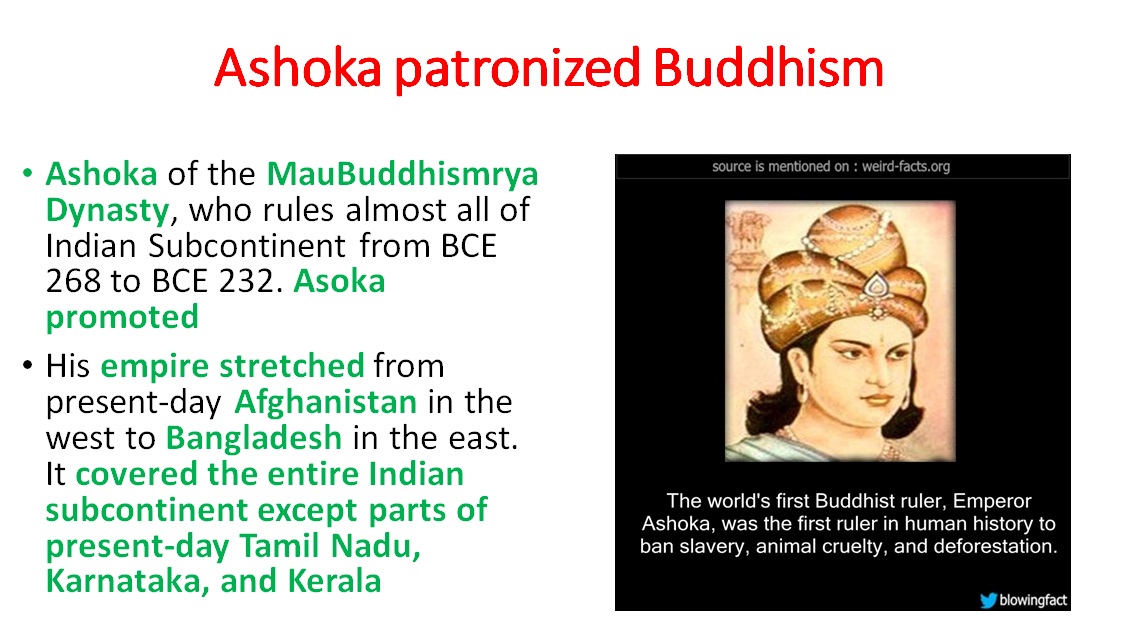 Ashoka patronized Buddhism
• Ashoka of the MauBuddhismrya
Dynasty, who rules almost all of
Indian Subcontinent from BCE
268 to BCE 232. Asoka
promoted
• His empire stretched from
present-day Afghanistan in the
west to Bangladesh in the east.
It covered the entire Indian
subcontinent except parts of
present-day Tamil Nadu,
Karnataka, and Kerala
source is mentioned on : weird-facts.org
The world's first Buddhist ruler, Emperor
Ashoka, was the first ruler in human history to
ban slavery, animal cruelty, and deforestation.
blowingfact